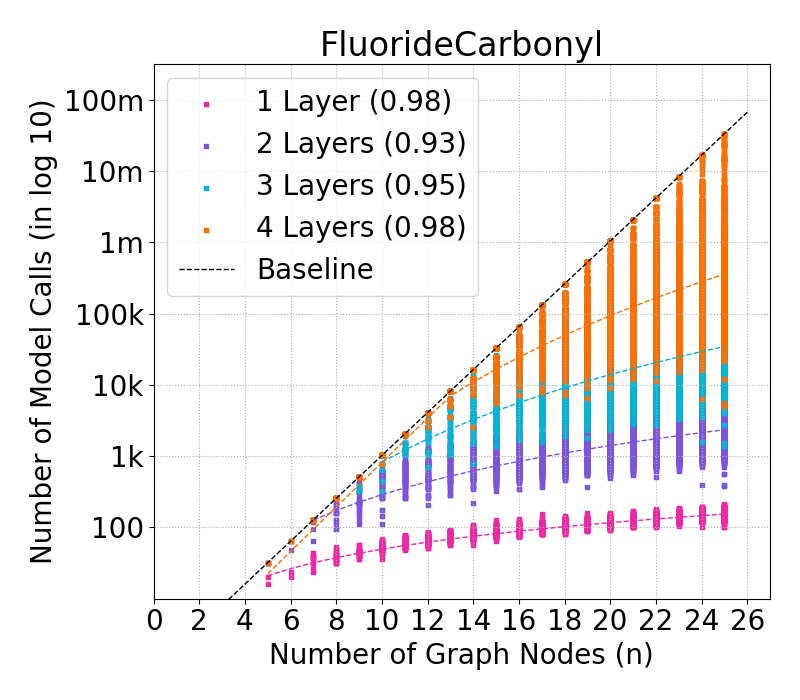 FluorideCarbonyl
Number of Model Calls (in log 10)
100m
10m
1m
100k
10k
1k
100
1 Layer (0.98)
2 Layers (0.93)
3 Layers (0.95)
4 Layers (0.98)
Baseline
0 2 4 6 8 10 12 14 16 18 20 22 24 26
Number of Graph Nodes (n)